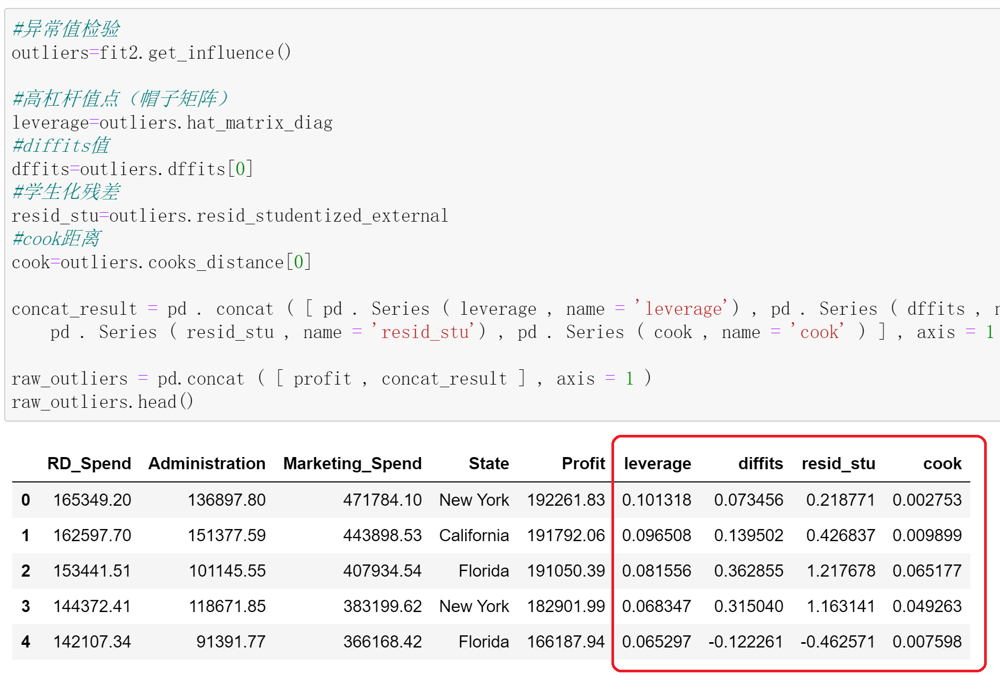 #异常值检验
outliers=fit2.get_influence()
#高杠杆值点（帽子矩阵）
leverage=outliers.hat_matrix_diag
#diffits值
dffits=outliers.dffits[0]
#学生化残差
resid_stu=outliers.resid_studentized_external
#cook距离
cook=outliers.cooks_distance[0]
concat_result = pd . concat ( [ pd . Series ( leverage , name = 'leverage') , pd . Series ( dffits ,
pd . Series ( resid_stu , name = 'resid_stu') , pd . Series ( cook , name = 'cook' ) ] , axis = 1
raw_outliers = pd.concat ( [ profit , concat_result ] , axis = 1 )
raw_outliers.head()
RD_Spend Administration Marketing_Spend State Profit leverage diffits resid_stu cook
0 165349.20 136897.80 471784.10 New York 192261.83 0.101318 0.073456 0.218771 0.002753
1 162597.70 151377.59 443898.53 California 191792.06 0.096508 0.139502 0.426837 0.009899
2 153441.51 101145.55 407934.54 Florida 191050.39 0.081556 0.362855 1.217678 0.065177
3 144372.41 118671.85 383199.62 New York 182901.99 0.068347 0.315040 1.163141 0.049263
4 142107.34 91391.77 366168.42 Florida 166187.94 0.065297 -0.122261 -0.462571 0.007598